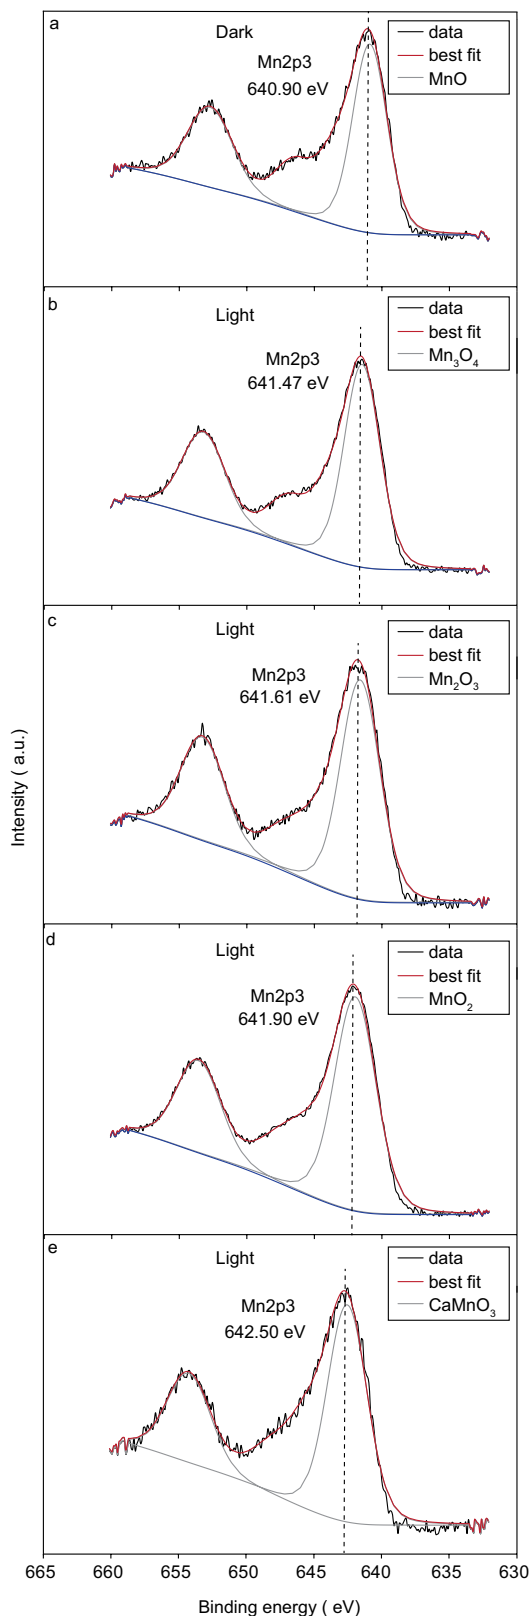 a
Dark
Mn2p3
640.90 eV
data
best fit
MnO
b
Light
Mn2p3
641.47 eV
data
best fit
Mn₃O₄
c
Light
Mn2p3
641.61 eV
data
best fit
Mn₂O₃
Intensity ( a.u.)
d
Light
Mn2p3
641.90 eV
data
best fit
MnO₂
e
Light
Mn2p3
642.50 eV
data
best fit
CaMnO₃
665 660 655 650 645 640 635 630
Binding energy ( eV)